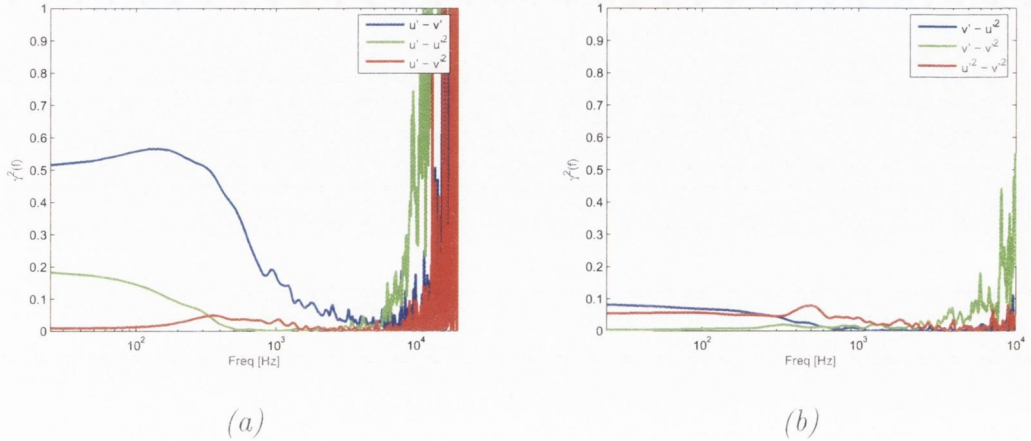 1
0.9
0.8
0.7
0.6
0.5
0.4
0.3
0.2
0.1
0
γ²(f)
10²
10³
10⁴
Freq [Hz]
u' − v'
u' − u'²
u' − v'²
(a)
1
0.9
0.8
0.7
0.6
0.5
0.4
0.3
0.2
0.1
0
γ²(f)
10²
10³
10⁴
Freq [Hz]
v' − u'²
v' − v'²
u'² − v'²
(b)